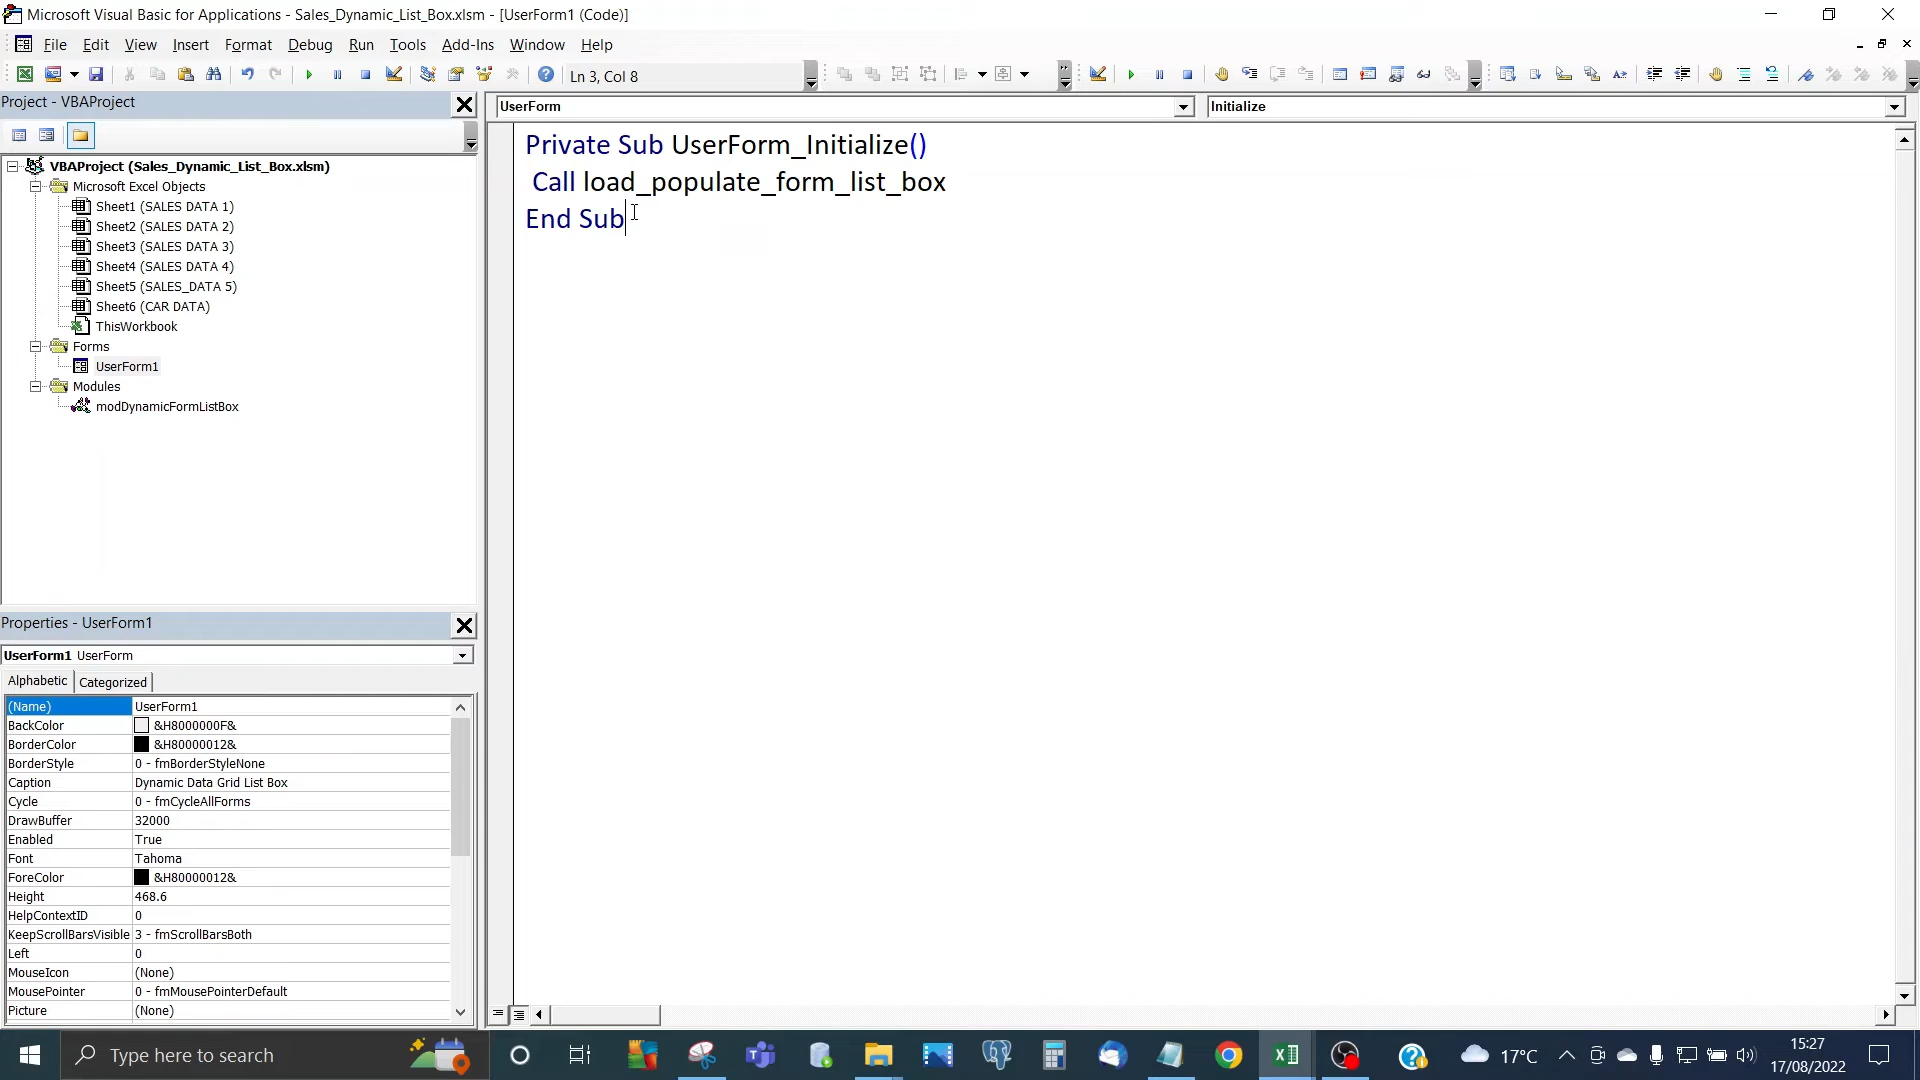 Microsoft Visual Basic for Applications - Sales_Dynamic_List_Box.xlsm - [UserForm1 (Code)]
File Edit View Insert Format Debug Run Tools Add-Ins Window Help
Ln 3, Col 8
Project - VBAProject
UserForm
Initialize
VBAProject (Sales_Dynamic_List_Box.xlsm)
Microsoft Excel Objects
Sheet1 (SALES DATA 1)
Sheet2 (SALES DATA 2)
Sheet3 (SALES DATA 3)
Sheet4 (SALES DATA 4)
Sheet5 (SALES_DATA 5)
Sheet6 (CAR DATA)
ThisWorkbook
Forms
UserForm1
Modules
modDynamicFormListBox
Private Sub UserForm_Initialize()
Call load_populate_form_list_box
End Sub
Properties - UserForm1
UserForm1 UserForm
Alphabetic Categorized
(Name) UserForm1
BackColor &H8000000F&
BorderColor &H80000012&
BorderStyle 0 - fmBorderStyleNone
Caption Dynamic Data Grid List Box
Cycle 0 - fmCycleAllForms
DrawBuffer 32000
Enabled True
Font Tahoma
ForeColor &H80000012&
Height 468.6
HelpContextID 0
KeepScrollBarsVisible 3 - fmScrollBarsBoth
Left 0
MouseIcon (None)
MousePointer 0 - fmMousePointerDefault
Picture (None)
Type here to search
17°C
15:27
17/08/2022